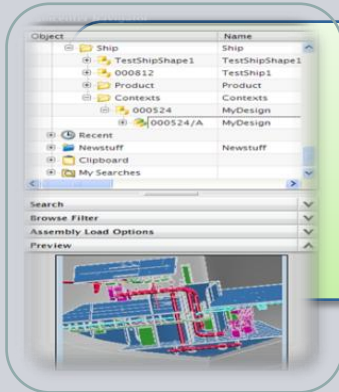 Object Name
Ship Ship
TestShipShape1 TestShipShape1
000812 TestShip1
Product Product
Contexts Contexts
000524 MyDesign
000524/A MyDesign
Recent
Newstuff Newstuff
Clipboard
My Searches
Search
Browse Filter
Assembly Load Options
Preview